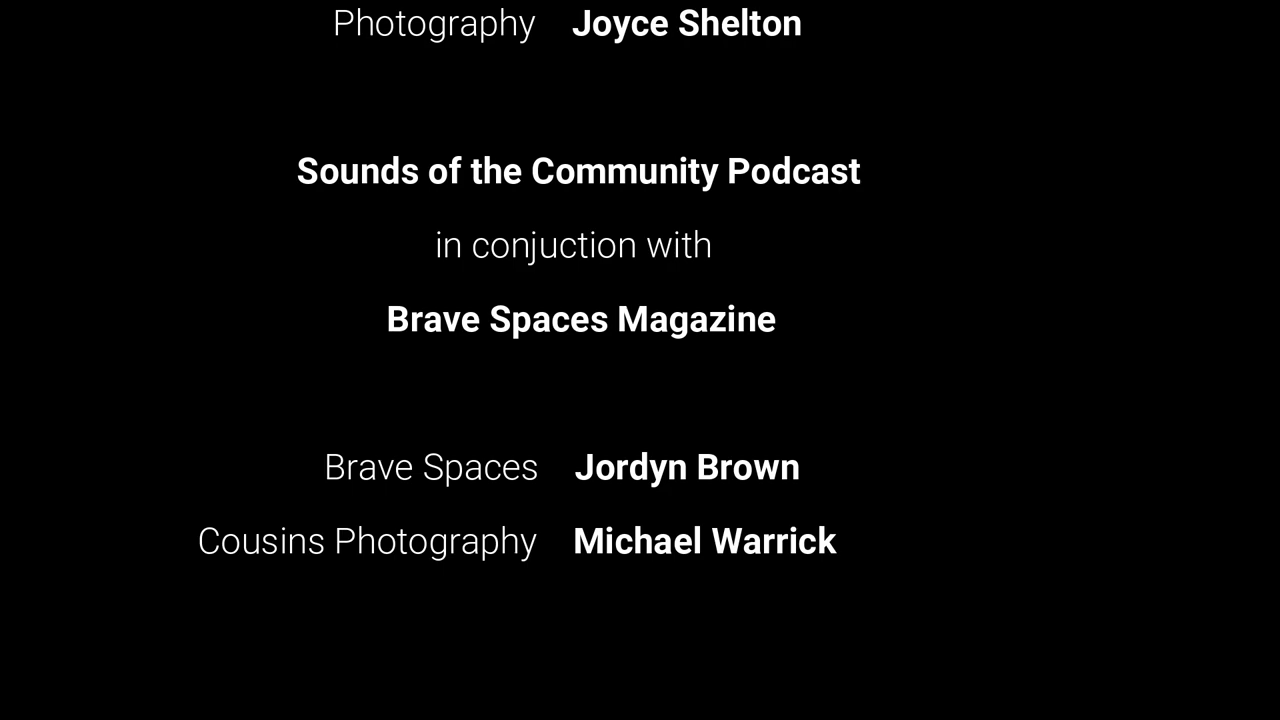 Photography Joyce Shelton
Sounds of the Community Podcast
in conjuction with
Brave Spaces Magazine
Brave Spaces Jordyn Brown
Cousins Photography Michael Warrick